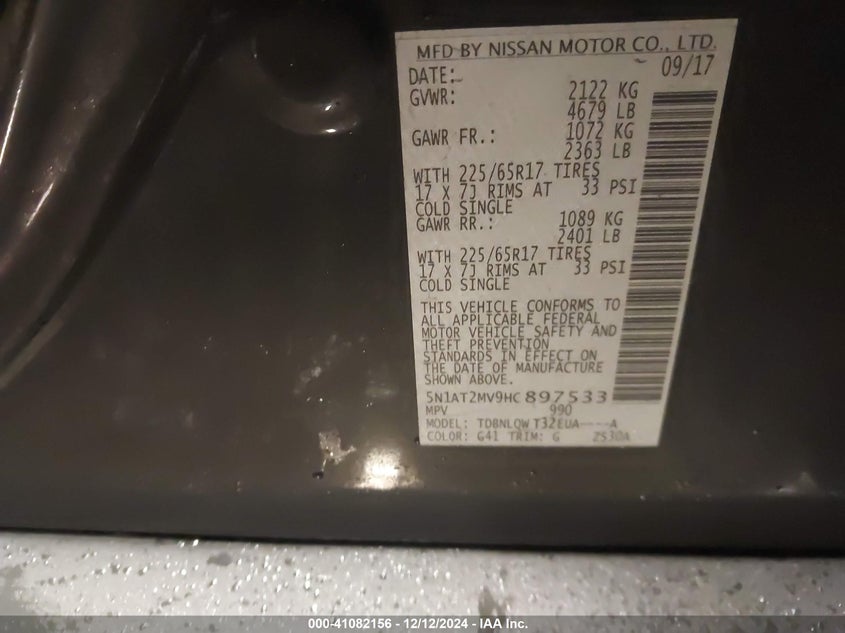 MFD BY NISSAN MOTOR CO., LTD.
DATE: 09/17
GVWR: 2122 KG
4679 LB
GAWR FR.: 1072 KG
2363 LB
WITH 225/65R17 TIRES
17 X 7J RIMS AT 33 PSI
COLD SINGLE
GAWR RR.: 1089 KG
2401 LB
WITH 225/65R17 TIRES
17 X 7J RIMS AT 33 PSI
COLD SINGLE
THIS VEHICLE CONFORMS TO
ALL APPLICABLE FEDERAL
MOTOR VEHICLE SAFETY AND
THEFT PREVENTION
STANDARDS IN EFFECT ON
THE DATE OF MANUFACTURE
SHOWN ABOVE.
5N1AT2MV9HC897533
MPV 990
MODEL: TDBNLQW T32EUA----A
COLOR: G41 TRIM: G 2530A
000-41082156 - 12/12/2024 - IAA Inc.